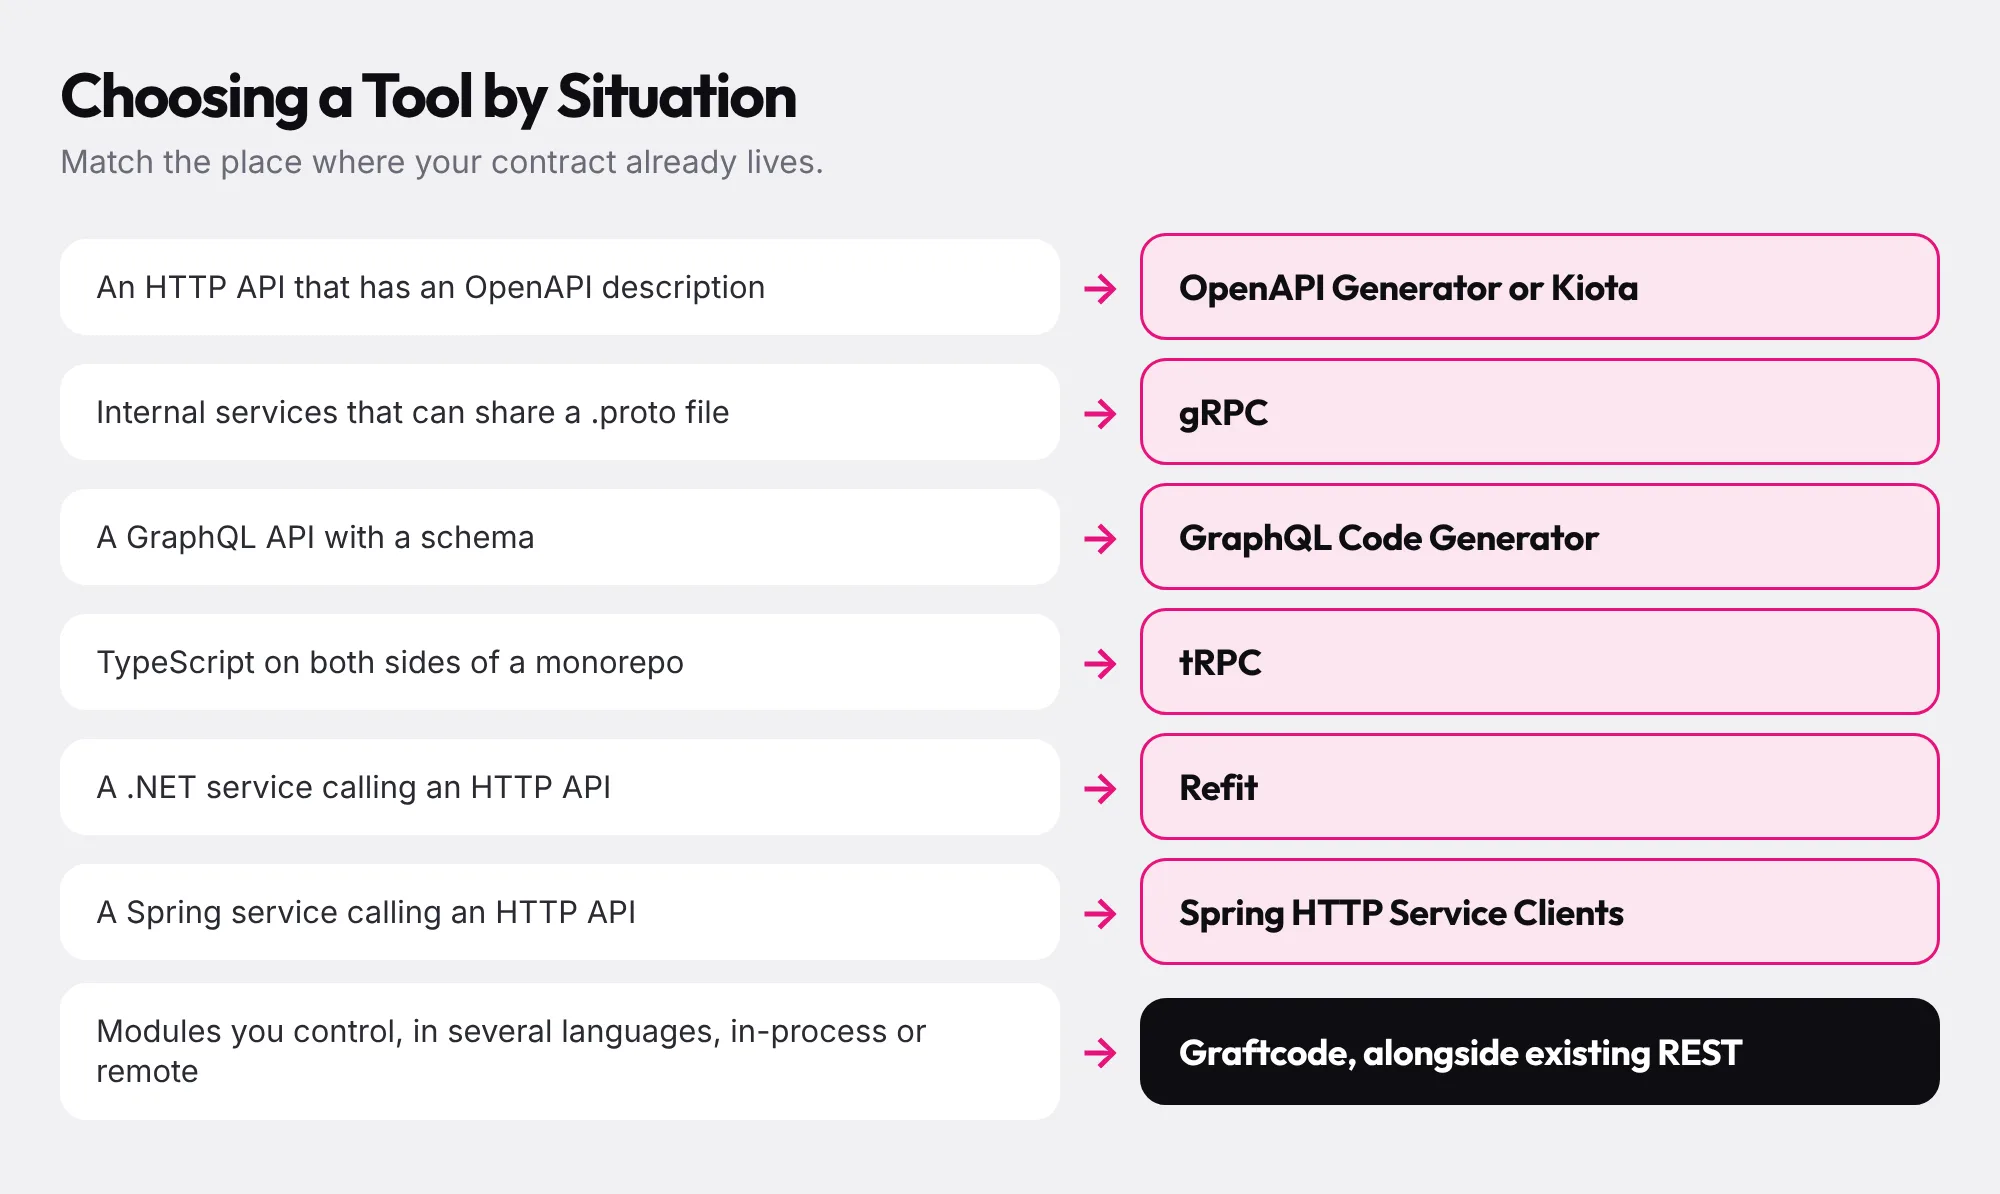 Choosing a Tool by Situation
Match the place where your contract already lives.
An HTTP API that has an OpenAPI description
OpenAPI Generator or Kiota
Internal services that can share a .proto file
gRPC
A GraphQL API with a schema
GraphQL Code Generator
TypeScript on both sides of a monorepo
tRPC
A .NET service calling an HTTP API
Refit
A Spring service calling an HTTP API
Spring HTTP Service Clients
Modules you control, in several languages, in-process or
remote
Graftcode, alongside existing REST